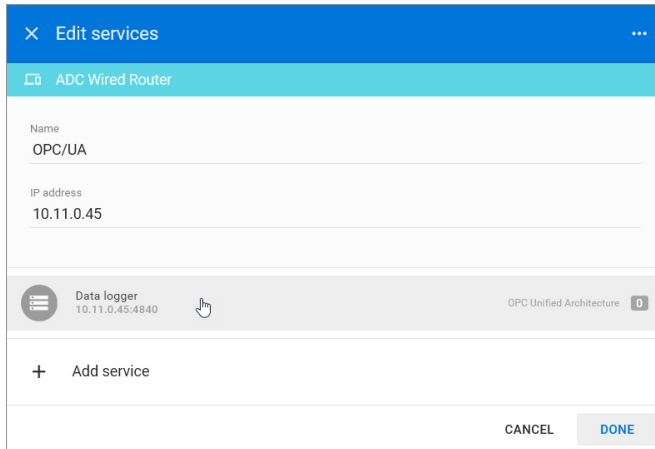 Edit services
ADC Wired Router
Name
OPC/UA
IP address
10.11.0.45
Data logger
10.11.0.45:4840
OPC Unified Architecture 0
Add service
CANCEL DONE